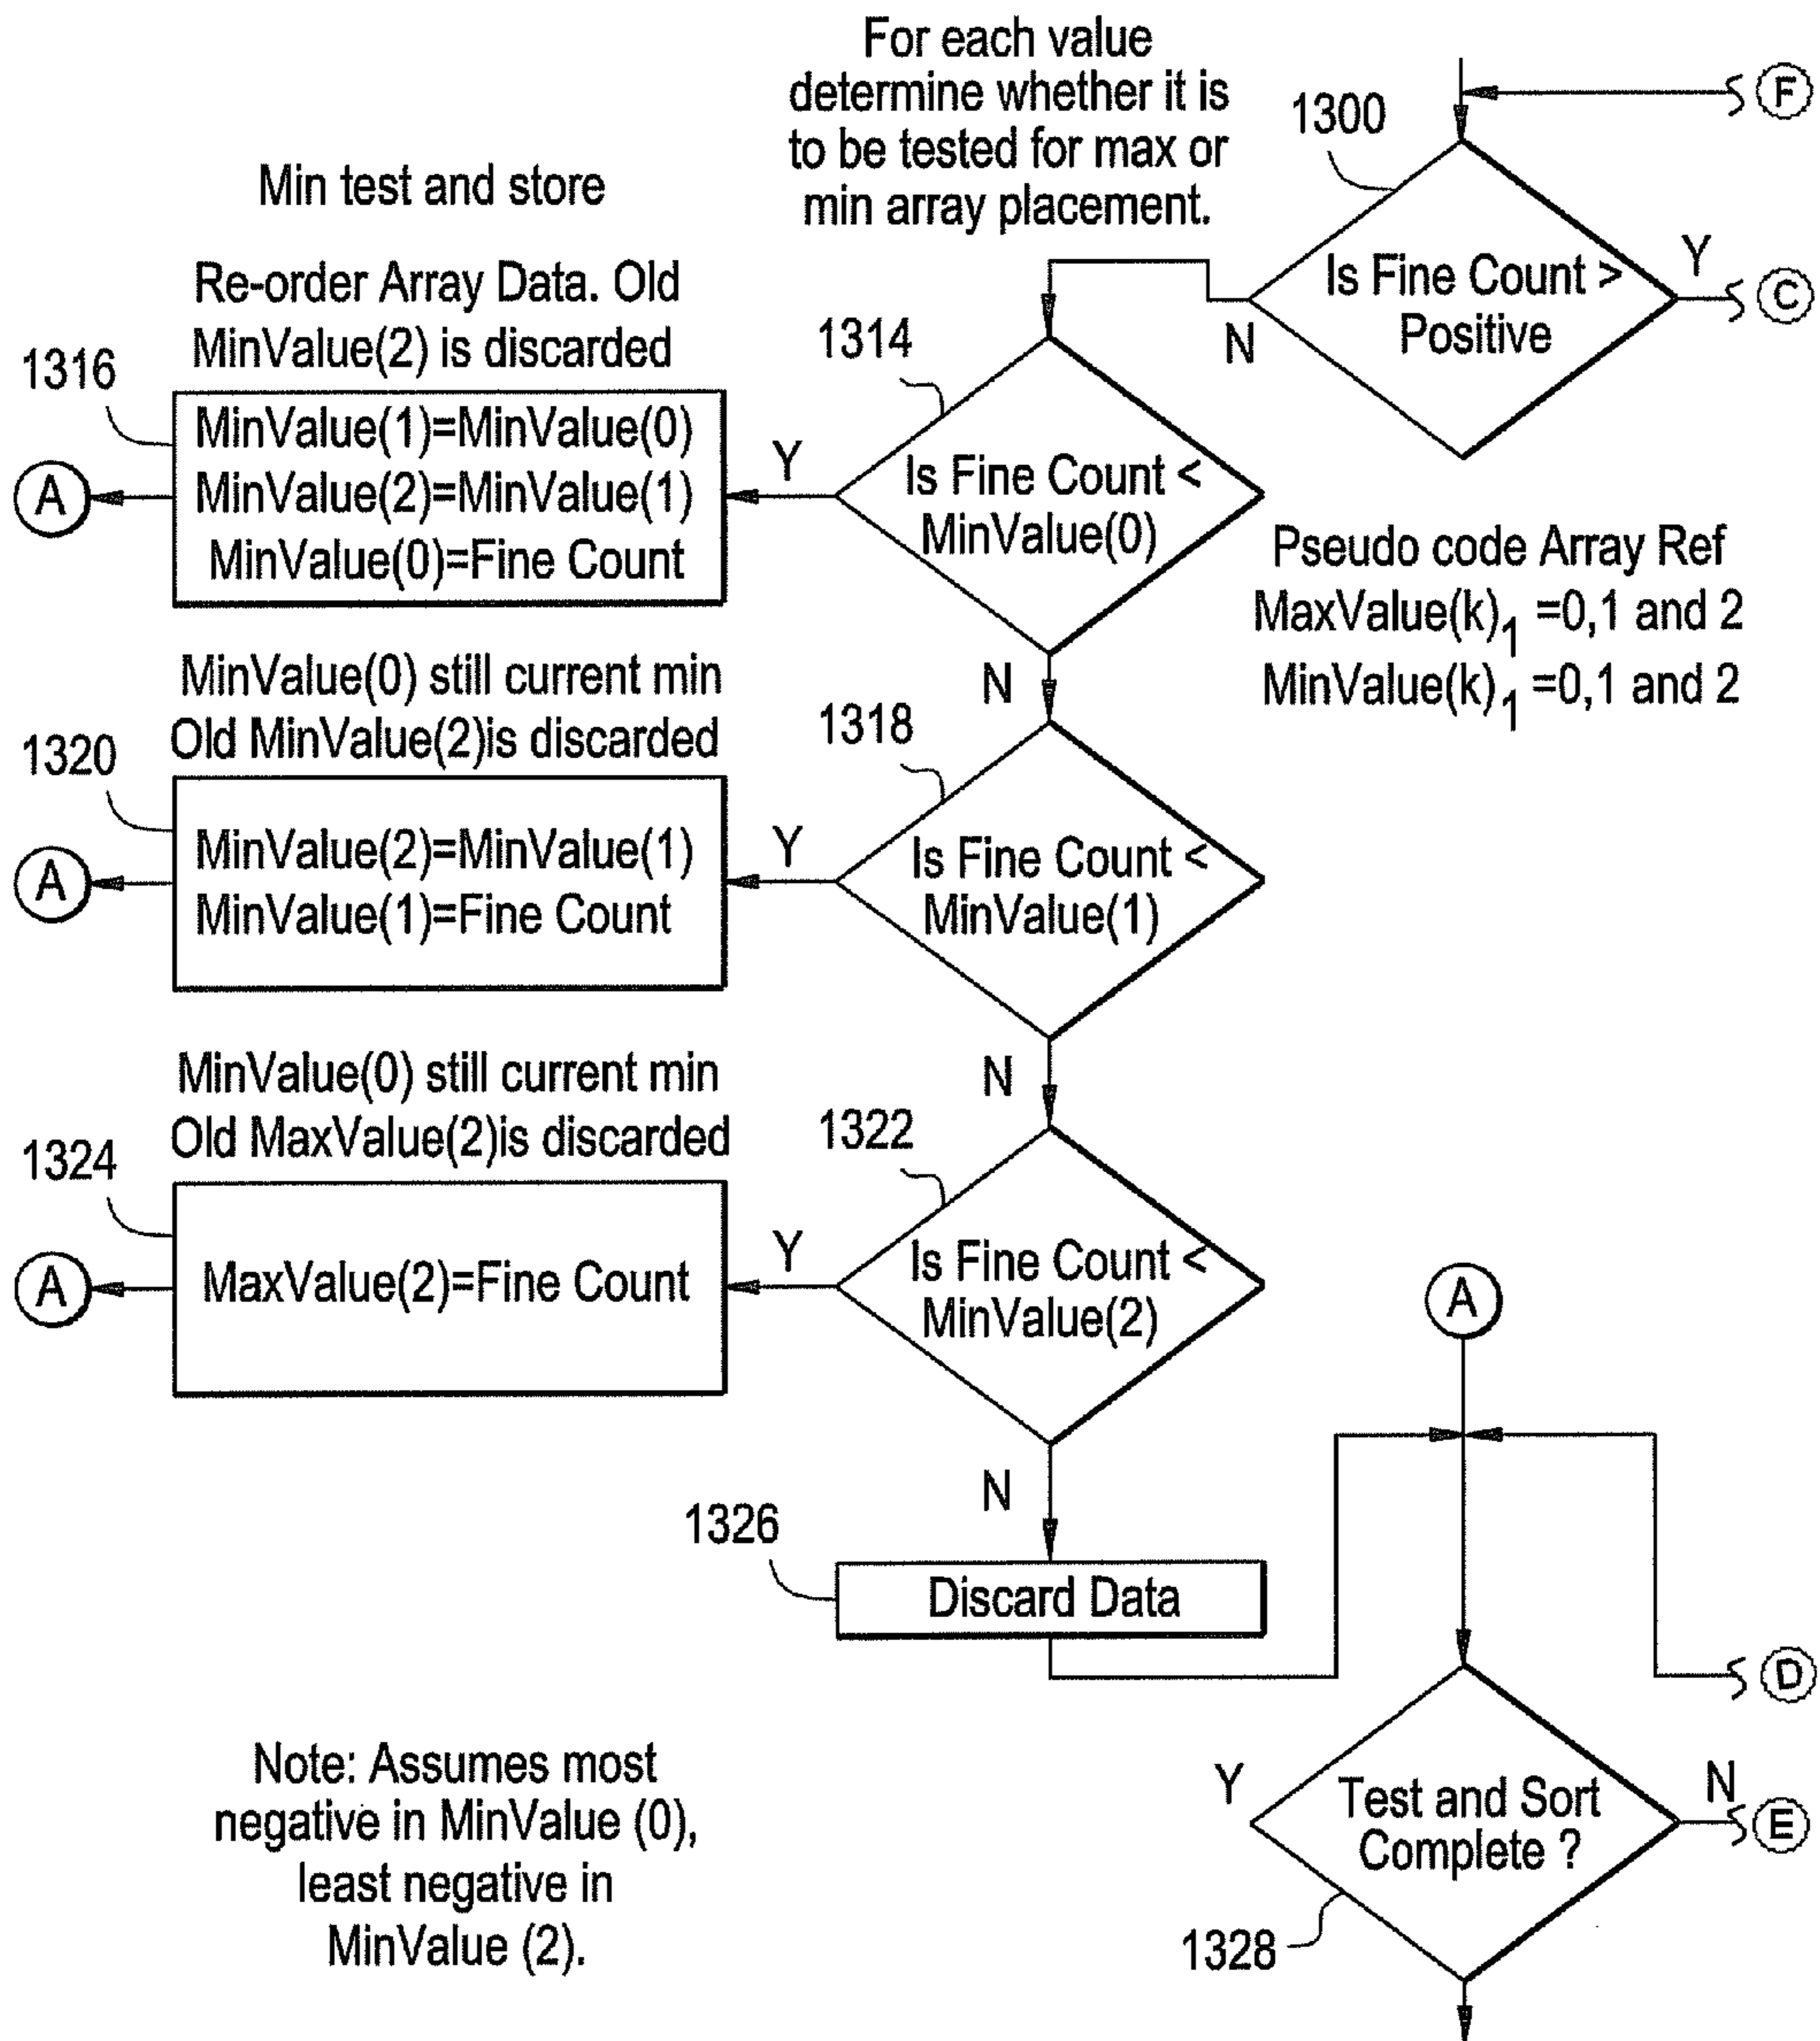 For each value
determine whether it is
to be tested for max or
min array placement.
F
1300
Is Fine Count >
Positive
Y
C
N
Min test and store
Re-order Array Data. Old
MinValue(2) is discarded
1316
MinValue(1)=MinValue(0)
MinValue(2)=MinValue(1)
MinValue(0)=Fine Count
A
Y
1314
Is Fine Count <
MinValue(0)
N
Pseudo code Array Ref
MaxValue(k)1 =0,1 and 2
MinValue(k)1 =0,1 and 2
MinValue(0) still current min
Old MinValue(2)is discarded
1320
MinValue(2)=MinValue(1)
MinValue(1)=Fine Count
A
Y
1318
Is Fine Count <
MinValue(1)
N
MinValue(0) still current min
Old MaxValue(2)is discarded
1324
MaxValue(2)=Fine Count
A
Y
1322
Is Fine Count <
MinValue(2)
N
A
1326
Discard Data
D
Y
Test and Sort
Complete ?
N
E
1328
Note: Assumes most
negative in MinValue (0),
least negative in
MinValue (2).